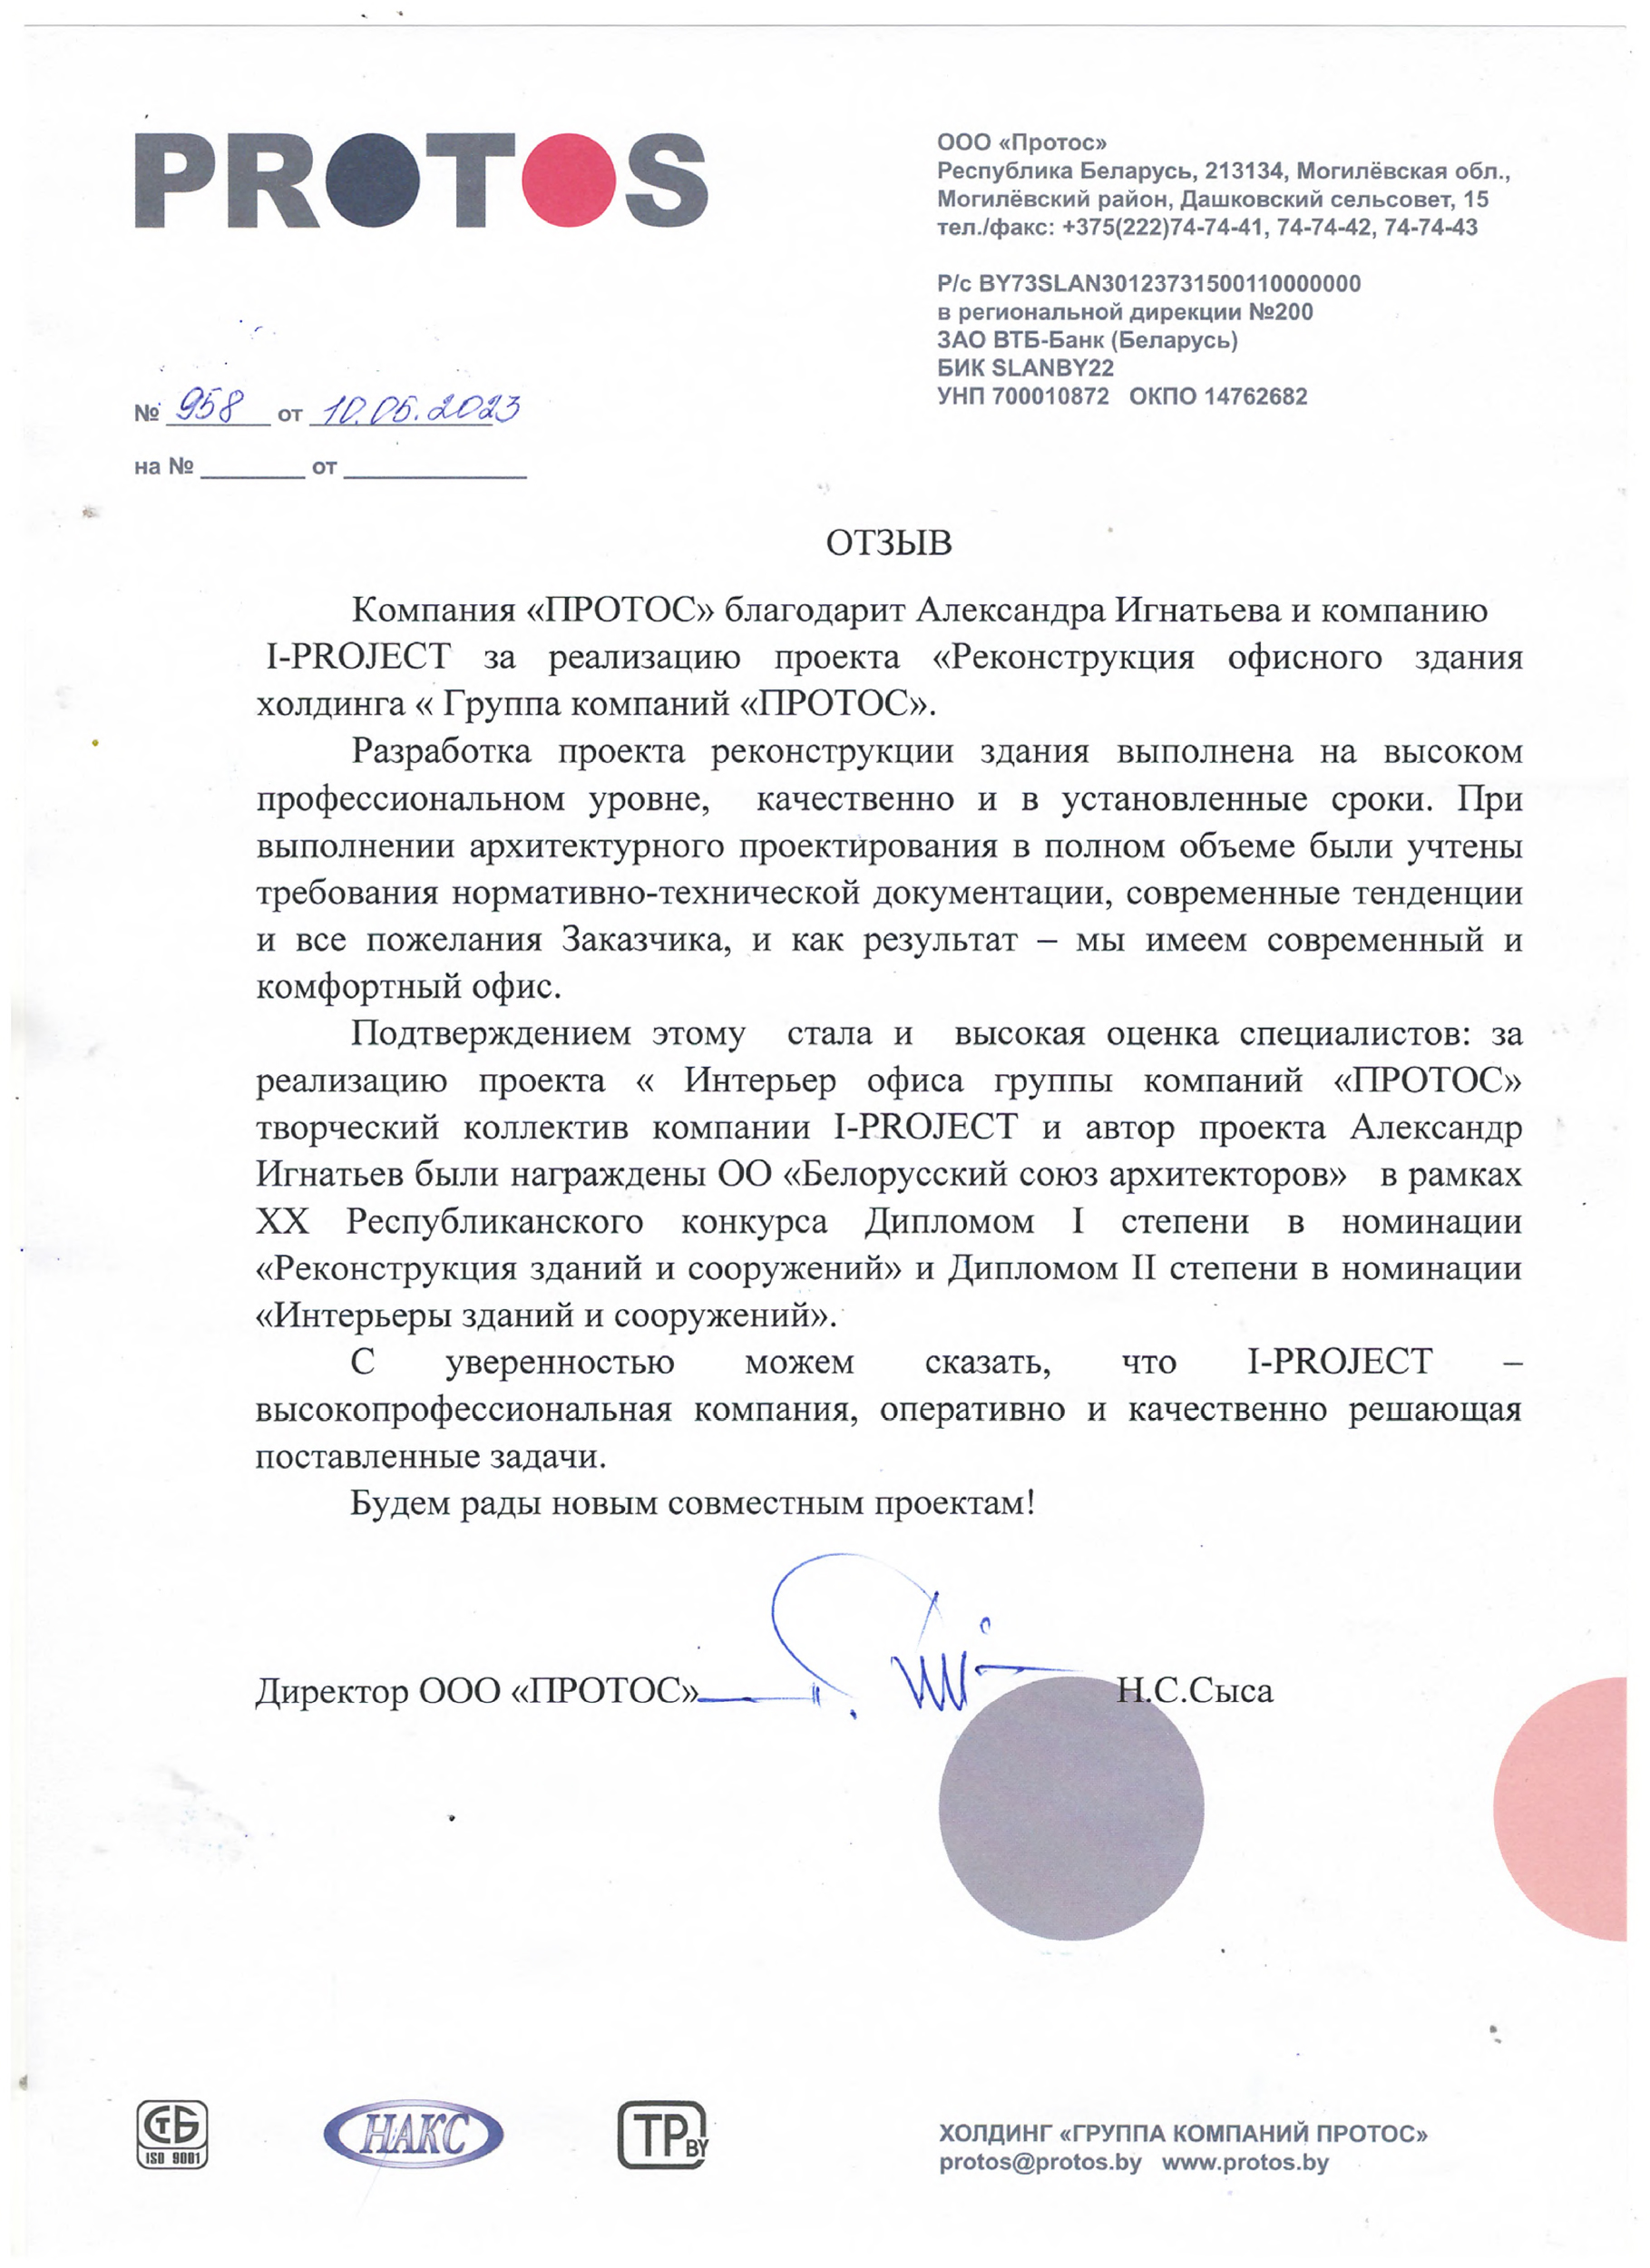 PROTOS
ООО «Протос»
Республика Беларусь, 213134, Могилёвская обл.,
Могилёвский район, Дашковский сельсовет, 15
тел./факс: +375(222)74-74-41, 74-74-42, 74-74-43
Р/с BY73SLAN30123731500110000000
в региональной дирекции №200
ЗАО ВТБ-Банк (Беларусь)
БИК SLANBY22
УНП 700010872 ОКПО 14762682
№ 958 от 10.05.2023
на № ________ от ______________
ОТЗЫВ
Компания «ПРОТОС» благодарит Александра Игнатьева и компанию
I-PROJECT за реализацию проекта «Реконструкция офисного здания
холдинга « Группа компаний «ПРОТОС».
Разработка проекта реконструкции здания выполнена на высоком
профессиональном уровне, качественно и в установленные сроки. При
выполнении архитектурного проектирования в полном объеме были учтены
требования нормативно-технической документации, современные тенденции
и все пожелания Заказчика, и как результат – мы имеем современный и
комфортный офис.
Подтверждением этому стала и высокая оценка специалистов: за
реализацию проекта « Интерьер офиса группы компаний «ПРОТОС»
творческий коллектив компании I-PROJECT и автор проекта Александр
Игнатьев были награждены ОО «Белорусский союз архитекторов» в рамках
XX Республиканского конкурса Дипломом I степени в номинации
«Реконструкция зданий и сооружений» и Дипломом II степени в номинации
«Интерьеры зданий и сооружений».
С уверенностью можем сказать, что I-PROJECT –
высокопрофессиональная компания, оперативно и качественно решающая
поставленные задачи.
Будем рады новым совместным проектам!
Директор ООО «ПРОТОС» Н.С.Сыса
СТБ
ISO 9001
НАКС
ТР BY
ХОЛДИНГ «ГРУППА КОМПАНИЙ ПРОТОС»
protos@protos.by www.protos.by